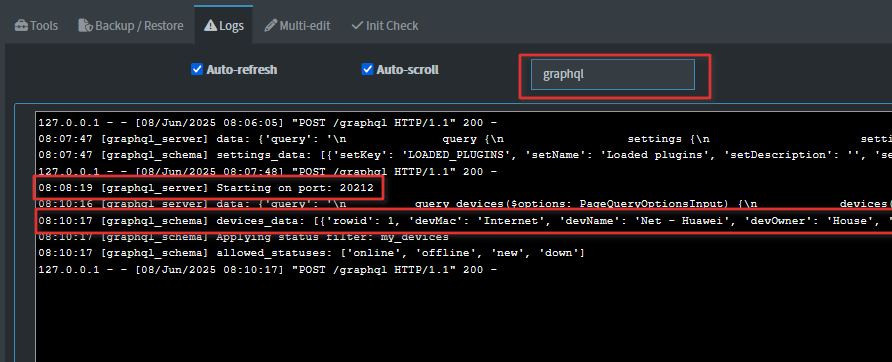 Tools Backup / Restore Logs Multi-edit Init Check
Auto-refresh Auto-scroll graphql
127.0.0.1 - - [08/Jun/2025 08:06:05] "POST /graphql HTTP/1.1" 200 -
08:07:47 [graphql_server] data: {'query': '\n query {\n settings {\n setti
08:07:47 [graphql_schema] settings_data: [{'setKey': 'LOADED_PLUGINS', 'setName': 'Loaded plugins', 'setDescription': '', 'se
127.0.0.1 - - [08/Jun/2025 08:07:48] "POST /graphql HTTP/1.1" 200 -
08:08:19 [graphql_server] Starting on port: 20212
08:10:16 [graphql_server] data: {'query': '\n query devices($options: PageQueryOptionsInput) {\n devices(
08:10:17 [graphql_schema] devices_data: [{'rowid': 1, 'devMac': 'Internet', 'devName': 'Net - Huawei', 'devOwner': 'House', '
08:10:17 [graphql_schema] Applying status filter: my_devices
08:10:17 [graphql_schema] allowed_statuses: ['online', 'offline', 'new', 'down']
127.0.0.1 - - [08/Jun/2025 08:10:17] "POST /graphql HTTP/1.1" 200 -